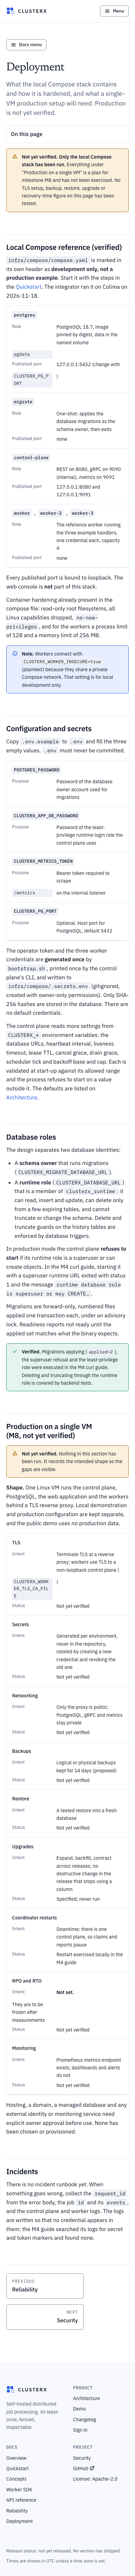 CLUSTERX
Menu
Docs menu
Deployment
What the local Compose stack contains
and how it is hardened, and what a single-
VM production setup will need. Production
is not verified yet.
On this page
Not yet verified. Only the local Compose
stack has been run. Everything under
"Production on a single VM" is a plan for
milestone M8 and has not been exercised. No
TLS setup, backup, restore, upgrade or
recovery-time figure on this page has been
tested.
Local Compose reference (verified)
infra/compose/compose.yaml is marked in
its own header as development only, not a
production example. Start it with the steps in
the Quickstart. The integrator ran it on Colima on
2026-11-18.
postgres
Role
PostgreSQL 18.7, image
pinned by digest, data in the
named volume
pgdata
Published port
127.0.0.1:5432 (change with
CLUSTERX_PG_PORT
)
migrate
Role
One-shot: applies the
database migrations as the
schema owner, then exits
Published port
none
control-plane
Role
REST on 8080, gRPC on 9090
(internal), metrics on 9091
Published port
127.0.0.1:8080 and
127.0.0.1:9091
worker , worker-2 , worker-3
Role
The reference worker running
the three example handlers,
one credential each, capacity
4
Published port
none
Every published port is bound to loopback. The
web console is not part of this stack.
Container hardening already present in the
Compose file: read-only root filesystems, all
Linux capabilities dropped, no-new-
privileges, and for the workers a process limit
of 128 and a memory limit of 256 MB.
Note. Workers connect with
CLUSTERX_WORKER_INSECURE=true
(plaintext) because they share a private
Compose network. That setting is for local
development only.
Configuration and secrets
Copy .env.example to .env and fill the three
empty values. .env must never be committed.
POSTGRES_PASSWORD
Purpose
Password of the database
owner account used for
migrations
CLUSTERX_APP_DB_PASSWORD
Purpose
Password of the least-
privilege runtime login role the
control plane uses
CLUSTERX_METRICS_TOKEN
Purpose
Bearer token required to
scrape
/metrics
on the internal listener
CLUSTERX_PG_PORT
Purpose
Optional. Host port for
PostgreSQL, default 5432
The operator token and the three worker
credentials are generated once by
bootstrap.sh, printed once by the control
plane's CLI, and written to
infra/compose/.secrets.env (gitignored,
created with owner-only permissions). Only SHA-
256 hashes are stored in the database. There are
no default credentials.
The control plane reads more settings from
CLUSTERX_* environment variables: the
listener ports, runtime limits, heartbeat and
timeouts, lease TTL, cancel grace, drain grace,
schedule tick and the outbox relay interval. Each
one is validated against a legal range at startup
and the process refuses to start on a value
outside it. The defaults are listed on
Architecture.
Database roles
The design separates two database identities:
A schema owner that runs migrations
(CLUSTERX_MIGRATE_DATABASE_URL).
A runtime role (CLUSTERX_DATABASE_URL)
that is a member of clusterx_runtime: it
can read, insert and update but can delete
only from a few tables such as expired
sessions and tickets. It cannot create or
change the schema, and it cannot truncate
anything. Updates and deletes on events are
enforced by database triggers.
In production mode the control plane refuses to
start if its runtime role is a superuser or can
create objects. In the M4 drill, starting it with
with a superuser runtime URL exited with status
1 and the message runtime database role
is superuser or may CREATE….
Migrations are forward-only, numbered files
applied one transaction each, under an advisory
lock. Readiness reports not-ready until the
applied set matches what the binary expects.
Verified. Migrations applying (applied=2),
the superuser refusal and the least-privilege
role were executed in the M4 curl guide.
Deleting and truncating through the runtime
role is covered by backend tests.
Production on a single VM
(M8, not yet verified)
Not yet verified. Nothing in this section has
been run. It records the intended shape so the
gaps are visible.
Shape. One Linux VM runs the control plane,
PostgreSQL, the web application and the workers
behind a TLS reverse proxy. Local demonstration
and production configuration are kept separate,
and the public demo uses no production data.
TLS
Intent
Terminate TLS at a reverse
proxy; workers use TLS to a
non-loopback control plane (
CLUSTERX_WORKER_TLS_CA_FILE
)
Status
Not yet verified
Secrets
Intent
Generated per environment,
never in the repository,
rotated by creating a new
credential and revoking the
old one
Status
Not yet verified
Networking
Intent
Only the proxy is public;
PostgreSQL, gRPC and metrics
stay private
Status
Not yet verified
Backups
Intent
Logical or physical backups
kept for 14 days (proposed)
Status
Not yet verified
Restore
Intent
A tested restore into a fresh
database
Status
Not yet verified
Upgrades
Intent
Expand, backfill, contract
across releases; no
destructive change in the
release that stops using a
column
Status
Specified; never run
Coordinator restarts
Intent
Downtime: there is one
control plane, so claims and
reports pause
Status
Restart exercised locally in the
M4 guide
RPO and RTO
Intent
Not set.
They are to be
frozen after
measurements
Status
Not yet verified
Monitoring
Intent
Prometheus metrics endpoint
exists; dashboards and alerts
do not
Status
Not yet verified
Hosting, a domain, a managed database and any
external identity or monitoring service need
explicit owner approval before use. None has
been chosen or provisioned.
Incidents
There is no incident runbook yet. When
something goes wrong, collect the request_id
from the error body, the job id and its events,
and the control plane and worker logs. The logs
are written so that no credential appears in
them: the M4 guide searched its logs for secret
and token markers and found none.
PREVIOUS
Reliability
NEXT
Security
CLUSTERX
Self-hosted distributed
job processing. At-least-
once, fenced,
inspectable.
PRODUCT
Architecture
Demo
Changelog
Sign in
DOCS
Overview
Quickstart
Concepts
Worker SDK
API reference
Reliability
Deployment
PROJECT
Security
GitHub
License: Apache-2.0
Release status: not yet released. No version has shipped.
Times are shown in UTC unless a time zone is set.